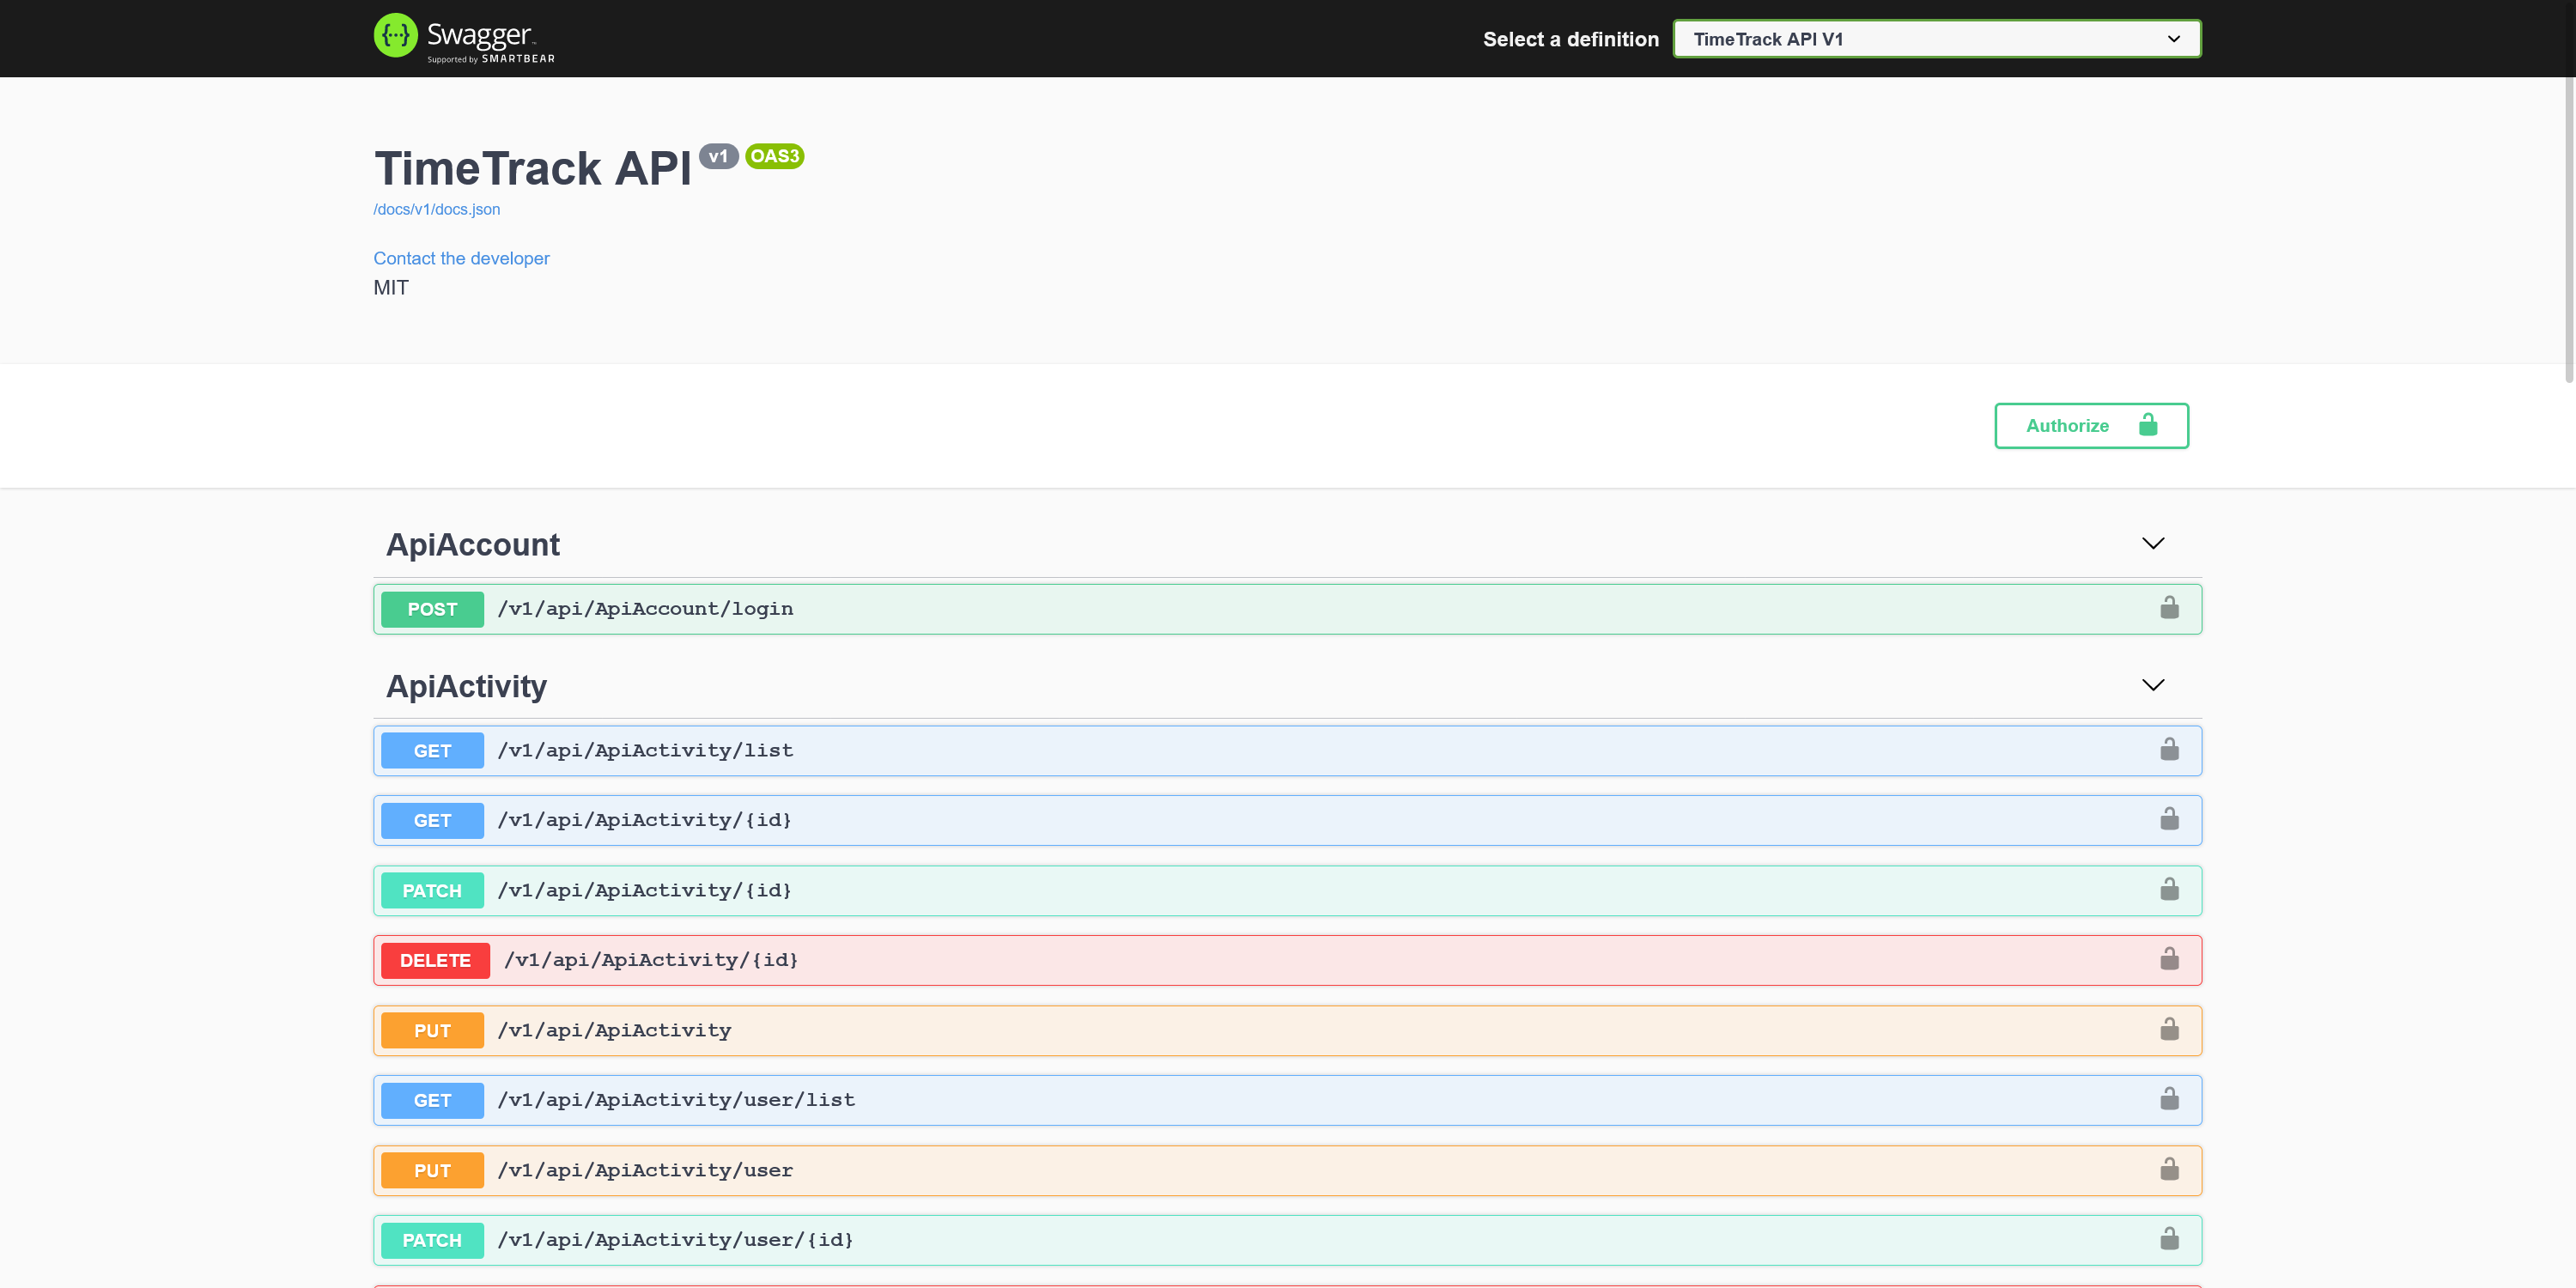 {···} Swagger™
Supported by SMARTBEAR
Select a definition TimeTrack API V1
TimeTrack API v1 OAS3
/docs/v1/docs.json
Contact the developer
MIT
Authorize
ApiAccount
POST /v1/api/ApiAccount/login
ApiActivity
GET /v1/api/ApiActivity/list
GET /v1/api/ApiActivity/{id}
PATCH /v1/api/ApiActivity/{id}
DELETE /v1/api/ApiActivity/{id}
PUT /v1/api/ApiActivity
GET /v1/api/ApiActivity/user/list
PUT /v1/api/ApiActivity/user
PATCH /v1/api/ApiActivity/user/{id}